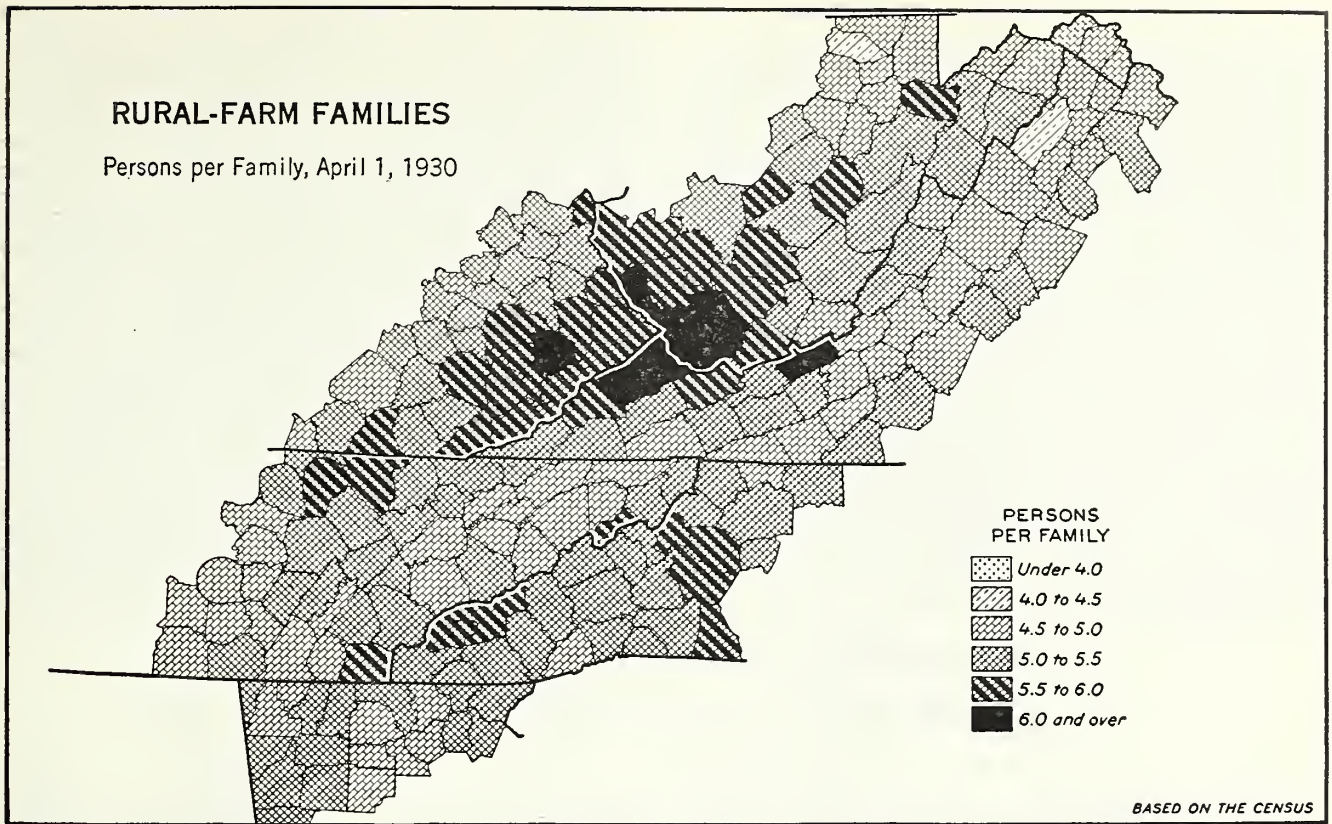 RURAL-FARM FAMILIES
Persons per Family, April 1, 1930
PERSONS
PER FAMILY
Under 4.0
4.0 to 4.5
4.5 to 5.0
5.0 to 5.5
5.5 to 6.0
6.0 and over
BASED ON THE CENSUS